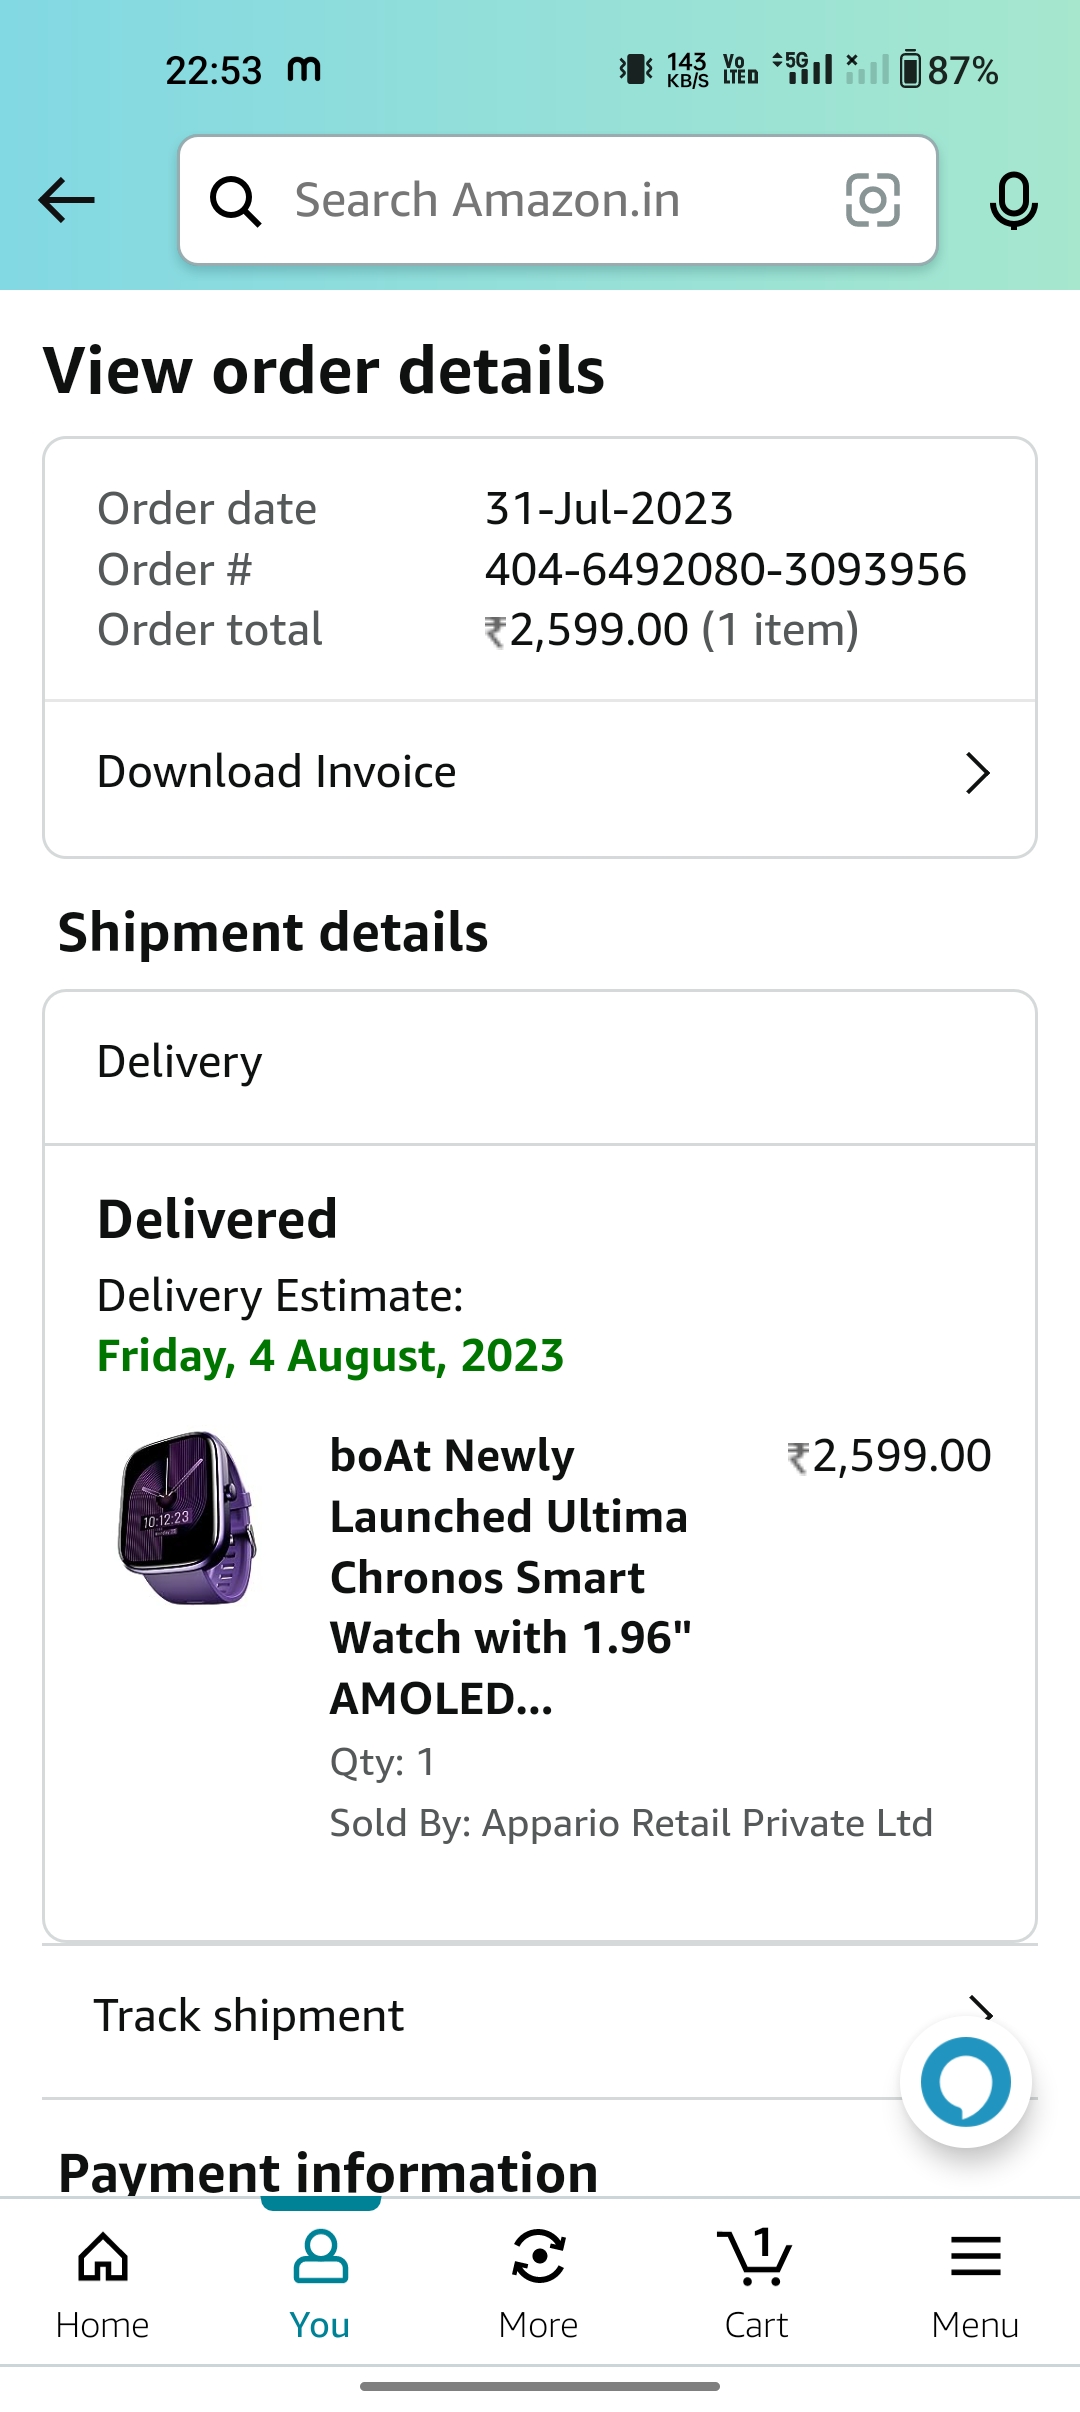 22:53 m 143 KB/S Vo LTED 5G 87%
Search Amazon.in
View order details
Order date 31-Jul-2023
Order # 404-6492080-3093956
Order total ₹2,599.00 (1 item)
Download Invoice
Shipment details
Delivery
Delivered
Delivery Estimate:
Friday, 4 August, 2023
10:12:23
boAt Newly ₹2,599.00
Launched Ultima
Chronos Smart
Watch with 1.96"
AMOLED...
Qty: 1
Sold By: Appario Retail Private Ltd
Track shipment
Payment information
1
Home You More Cart Menu